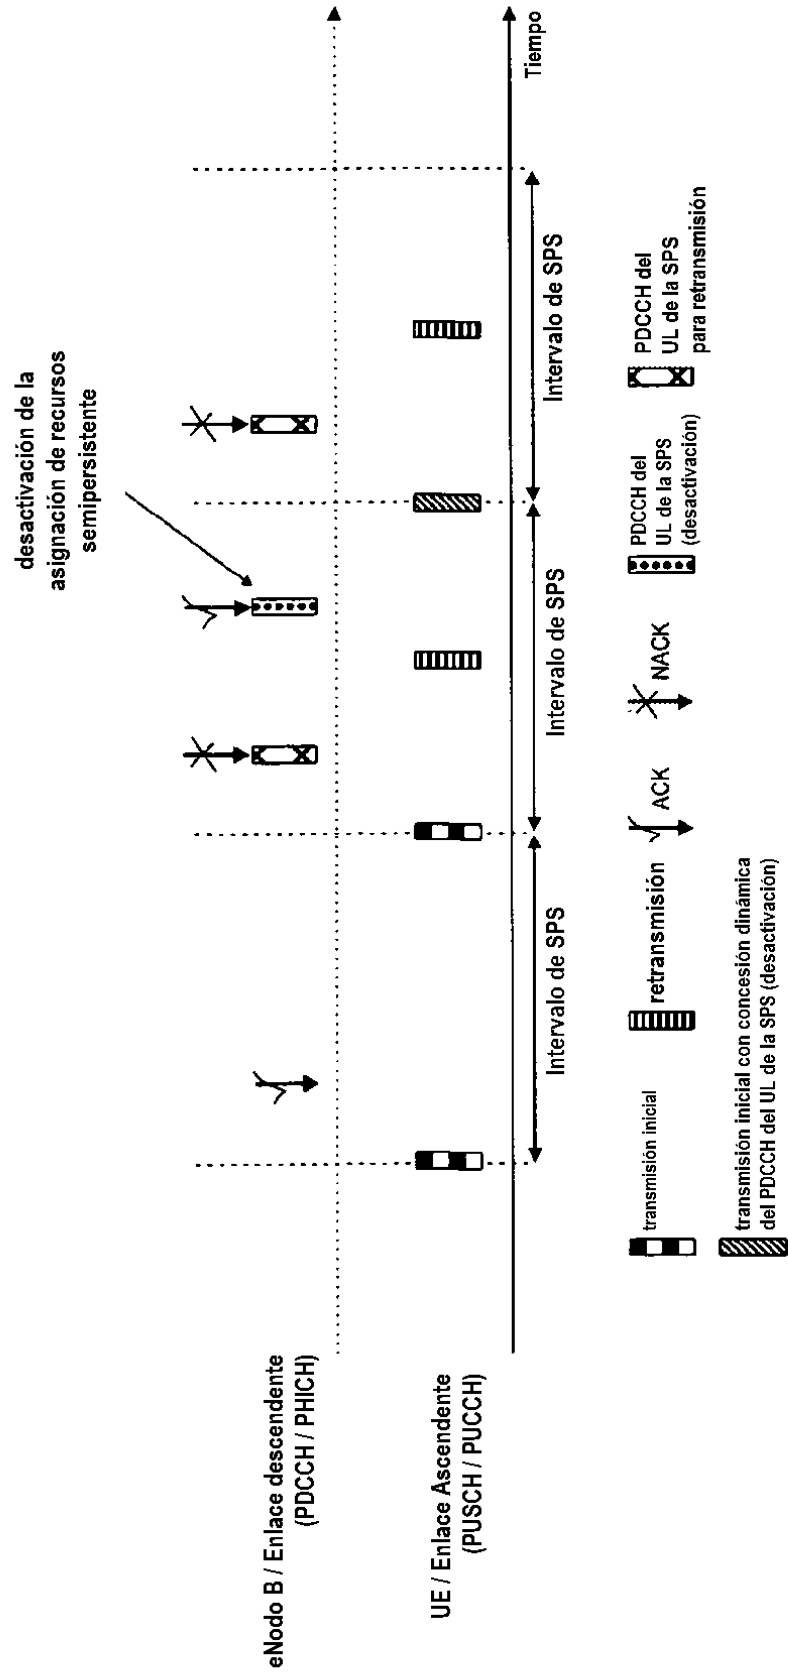 desactivación de la
asignación de recursos
semipersistente
eNodo B / Enlace descendente
(PDCCH / PHICH)
UE / Enlace Ascendente
(PUSCH / PUCCH)
Tiempo
Intervalo de SPS
Intervalo de SPS
Intervalo de SPS
transmisión inicial
retransmisión
ACK
NACK
PDCCH del
UL de la SPS
(desactivación)
PDCCH del
UL de la SPS
para retransmisión
transmisión inicial con concesión dinámica
del PDCCH del UL de la SPS (desactivación)